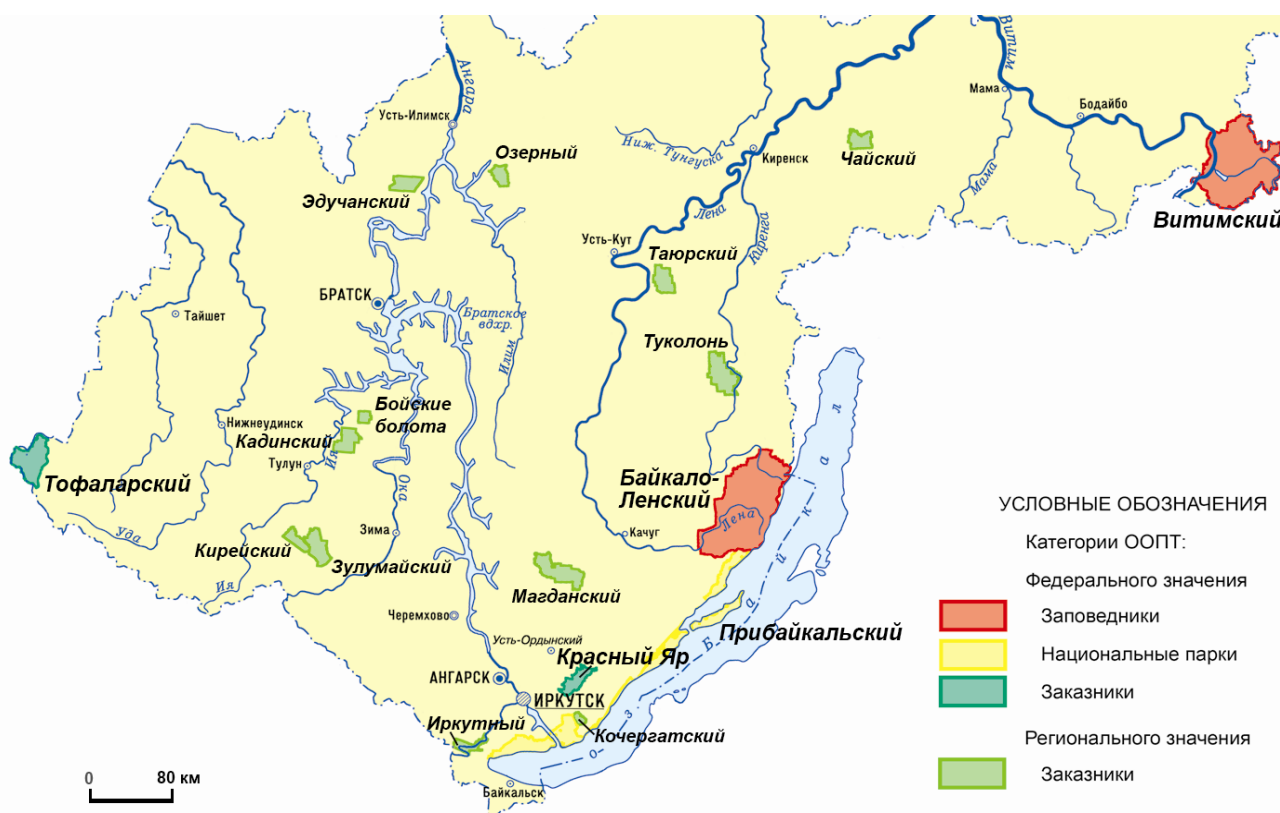 Витим
Ангара
Мама
Бодайбо
Усть-Илимск
Озерный
Ниж. Тунгуска
Киренск
Чайский
Эдучанский
Мама
Витимский
Лена
Киренга
Усть-Кут
Таюрский
БРАТСК
Тайшет
Братское
вдхр.
Илим
Туколонь
Бойские
болота
Нижнеудинск
Кадинский
Ия
Тулун
Тофаларский
Ока
Байкало-
Ленский
Лена
Уда
Зима
Качуг
Кирейский
Зулумайский
Ия
Магданский
Черемхово
Усть-Ордынский
Прибайкальский
Красный Яр
АНГАРСК
ИРКУТСК
Иркутный
Кочергатский
Байкальск
оз. Байкал
0 80 км
УСЛОВНЫЕ ОБОЗНАЧЕНИЯ
Категории ООПТ:
Федерального значения
Заповедники
Национальные парки
Заказники
Регионального значения
Заказники